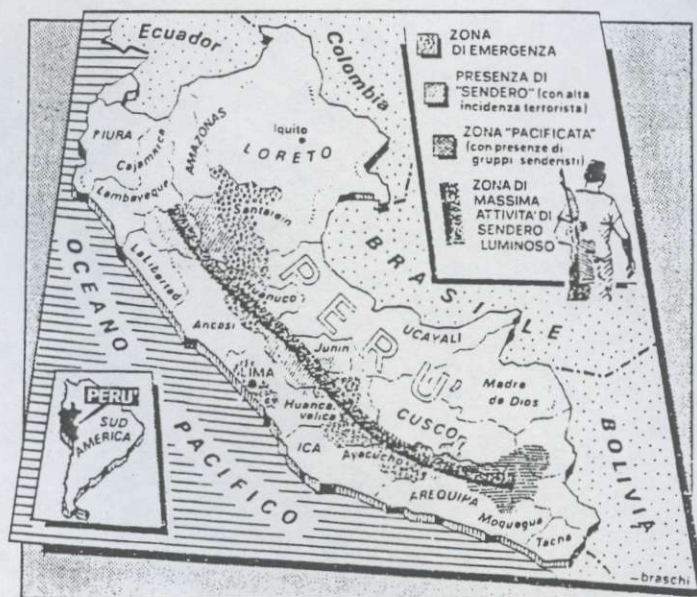 Ecuador
Colombia
ZONA
DI EMERGENZA
PRESENZA DI
"SENDERO" (con alta
incidenza terrorista)
ZONA "PACIFICATA"
(con presenze di
gruppi senderisti)
ZONA DI
MASSIMA
ATTIVITA' DI
SENDERO
LUMINOSO
PIURA
Cajamarca
AMAZONAS
Iquito
LORETO
Lambayeque
BRASILE
La Libertad
PERU
UCAYALI
Ancosi
Junin
Madre
de Dios
OCEANO
PACIFICO
LIMA
Huanca
velica
CUSCO
ICA
Ayacucho
AREQUIPA
Moquegua
Tacna
BOLIVIA
PERU'
SUD
AMERICA
braschi